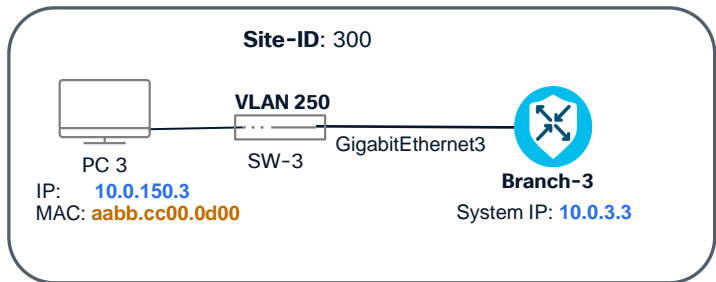 Site-ID: 300
VLAN 250
GigabitEthernet3
PC 3
SW-3
Branch-3
IP: 10.0.150.3
MAC: aabb.cc00.0d00
System IP: 10.0.3.3